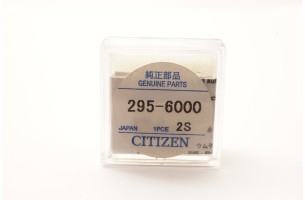 純正部品
GENUINE PARTS
295-6000
JAPAN 1PCE 2S
CITIZEN